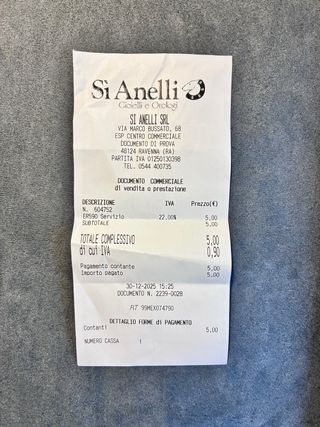 Sì Anelli
Gioielli e Orologi
SI ANELLI SRL
VIA MARCO BUSSATO, 68
ESP CENTRO COMMERCIALE
DOCUMENTO DI PROVA
48124 RAVENNA (RA)
PARTITA IVA 01250130398
TEL. 0544 400735
DOCUMENTO COMMERCIALE
di vendita o prestazione
DESCRIZIONE IVA Prezzo(€)
N. 604752
ER590 Servizio 22.00% 5,00
SUBTOTALE 5,00
TOTALE COMPLESSIVO 5,00
di cui IVA 0,90
Pagamento contante 5,00
Importo pagato 5,00
30-12-2025 15:25
DOCUMENTO N. 2239-0028
RT 99MEX074790
DETTAGLIO FORME di PAGAMENTO
Contanti 5,00
NUMERO CASSA 1